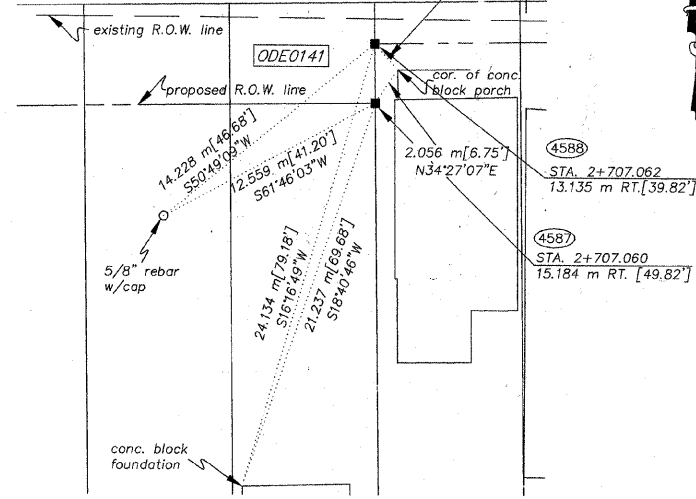 existing R.O.W. line
ODE0141
proposed R.O.W. line
cor. of conc.
block porch
14.228 m[46.68']
S50°49'09"W
12.559 m[41.20']
S61°46'03"W
2.056 m[6.75']
N34°27'07"E
4588
STA. 2+707.062
13.135 m RT.[39.82']
4587
STA. 2+707.060
15.184 m RT. [49.82']
5/8" rebar
w/cap
24.134 m[79.18']
S16°16'49"W
21.237 m[69.68']
S18°40'46"W
conc. block
foundation